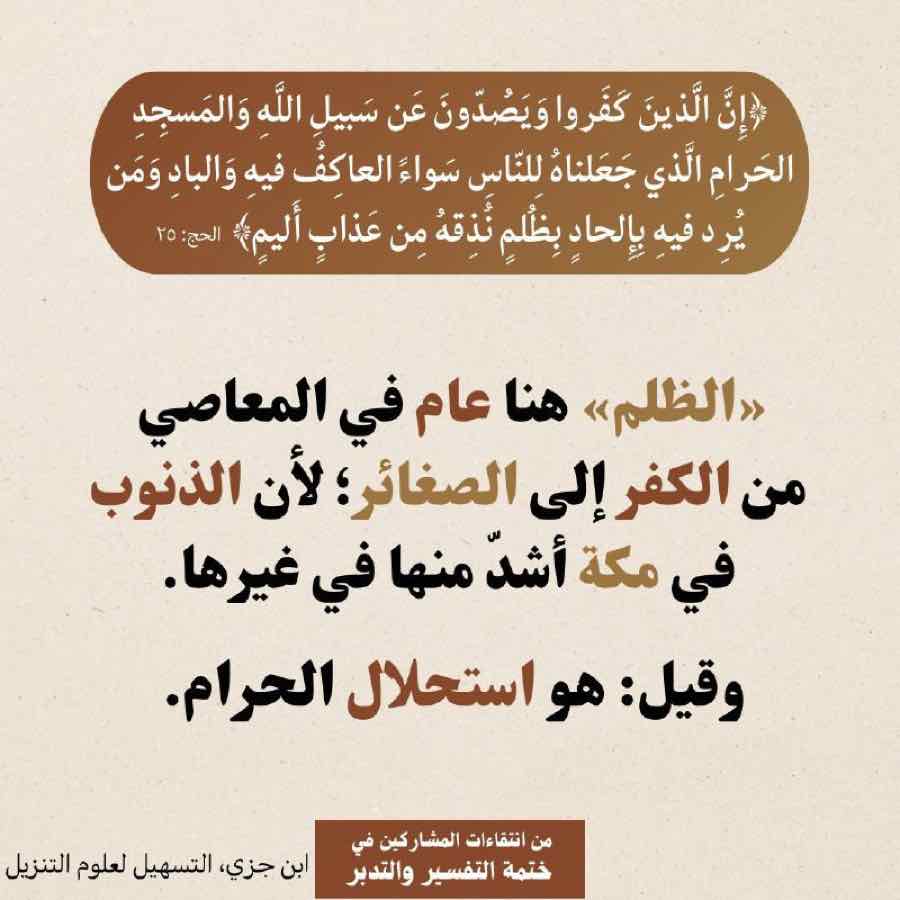 ﴿إِنَّ الَّذينَ كَفَروا وَيَصُدّونَ عَن سَبيلِ اللَّهِ وَالمَسجِدِ
الحَرامِ الَّذي جَعَلناهُ لِلنّاسِ سَواءً العاكِفُ فيهِ وَالبادِ وَمَن
يُرِد فيهِ بِإِلحادٍ بِظُلمٍ نُذِقهُ مِن عَذابٍ أَليمٍ﴾ الحج: ٢٥
«الظلم» هنا عام في المعاصي
من الكفر إلى الصغائر؛ لأن الذنوب
في مكة أشدّ منها في غيرها.
وقيل: هو استحلال الحرام.
من انتقاءات المشاركين في
ختمة التفسير والتدبر
ابن جزي، التسهيل لعلوم التنزيل